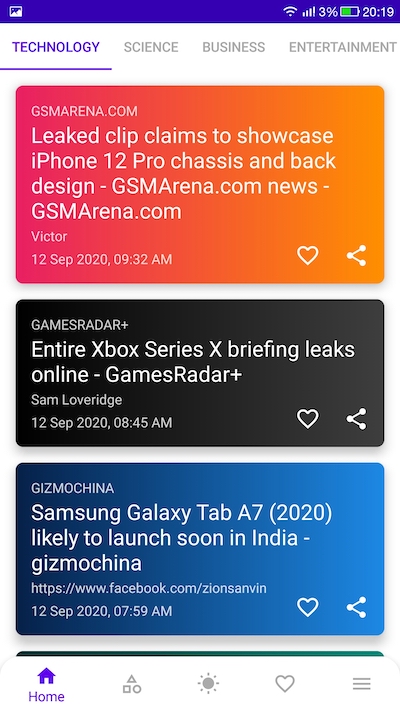 3% 20:19
TECHNOLOGY SCIENCE BUSINESS ENTERTAINMENT
GSMARENA.COM
Leaked clip claims to showcase
iPhone 12 Pro chassis and back
design - GSMArena.com news -
GSMArena.com
Victor
12 Sep 2020, 09:32 AM
GAMESRADAR+
Entire Xbox Series X briefing leaks
online - GamesRadar+
Sam Loveridge
12 Sep 2020, 08:45 AM
GIZMOCHINA
Samsung Galaxy Tab A7 (2020)
likely to launch soon in India -
gizmochina
https://www.facebook.com/zionsanvin
12 Sep 2020, 07:59 AM
Home